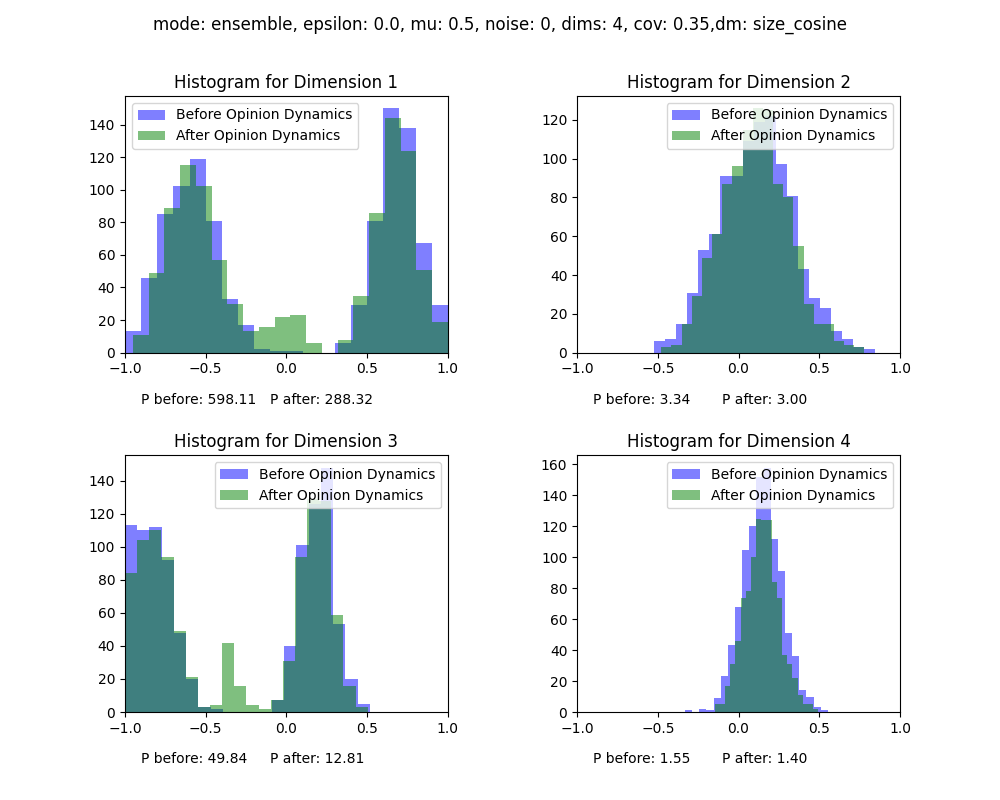 mode: ensemble, epsilon: 0.0, mu: 0.5, noise: 0, dims: 4, cov: 0.35,dm: size_cosine
Histogram for Dimension 1
Before Opinion Dynamics
After Opinion Dynamics
140
120
100
80
60
40
20
0
−1.0 −0.5 0.0 0.5 1.0
P before: 598.11 P after: 288.32
Histogram for Dimension 2
Before Opinion Dynamics
After Opinion Dynamics
120
100
80
60
40
20
0
−1.0 −0.5 0.0 0.5 1.0
P before: 3.34 P after: 3.00
Histogram for Dimension 3
Before Opinion Dynamics
After Opinion Dynamics
140
120
100
80
60
40
20
0
−1.0 −0.5 0.0 0.5 1.0
P before: 49.84 P after: 12.81
Histogram for Dimension 4
Before Opinion Dynamics
After Opinion Dynamics
160
140
120
100
80
60
40
20
0
−1.0 −0.5 0.0 0.5 1.0
P before: 1.55 P after: 1.40